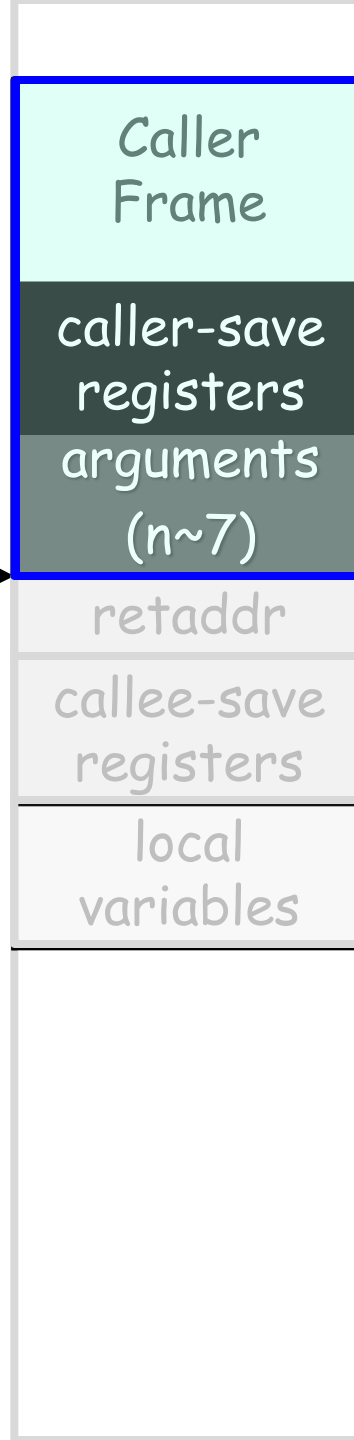 Caller
Frame
caller-save
registers
arguments
(n~7)
retaddr
callee-save
registers
local
variables